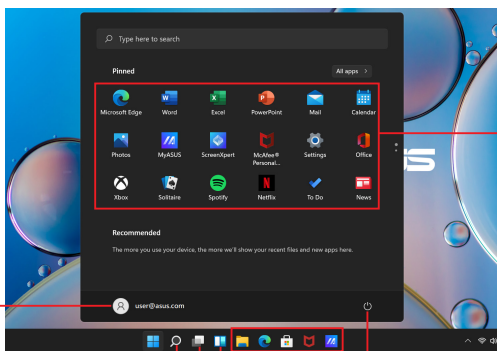 Type here to search
Pinned
All apps >
Microsoft Edge Word Excel PowerPoint Mail Calendar
Photos MyASUS ScreenXpert McAfee® Personal... Settings Office
Xbox Solitaire Spotify Netflix To Do News
Recommended
The more you use your device, the more we'll show your recent files and new apps here.
user@asus.com